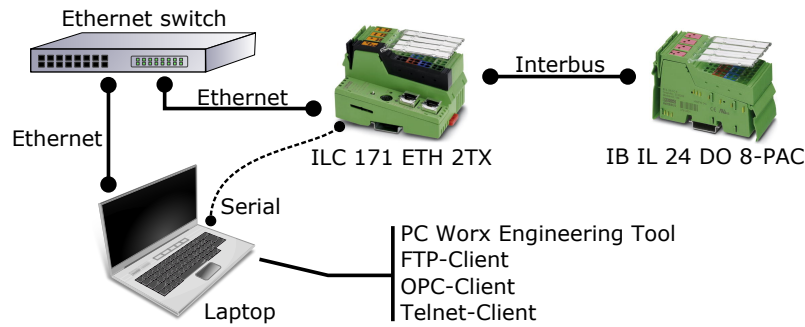 Ethernet switch
Ethernet
Interbus
Ethernet
ILC 171 ETH 2TX
IB IL 24 DO 8-PAC
Serial
Laptop
PC Worx Engineering Tool
FTP-Client
OPC-Client
Telnet-Client